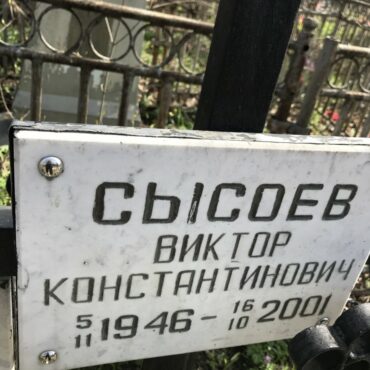 СЫСОЕВ
ВИКТОР
КОНСТАНТИНОВИЧ
5/11 1946 - 16/10 2001